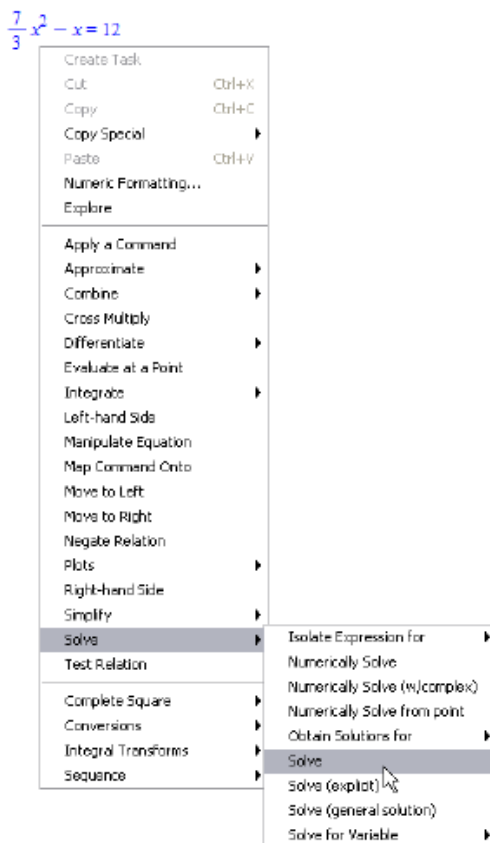 7/3 x² − x = 12
Create Task
Cut Ctrl+X
Copy Ctrl+C
Copy Special
Paste Ctrl+V
Numeric Formatting...
Explore
Apply a Command
Approximate
Combine
Cross Multiply
Differentiate
Evaluate at a Point
Integrate
Left-hand Side
Manipulate Equation
Map Command Onto
Move to Left
Move to Right
Negate Relation
Plots
Right-hand Side
Simplify
Solve
Test Relation
Complete Square
Conversions
Integral Transforms
Sequence
Isolate Expression for
Numerically Solve
Numerically Solve (w/complex)
Numerically Solve from point
Obtain Solutions for
Solve
Solve (explicit)
Solve (general solution)
Solve for Variable